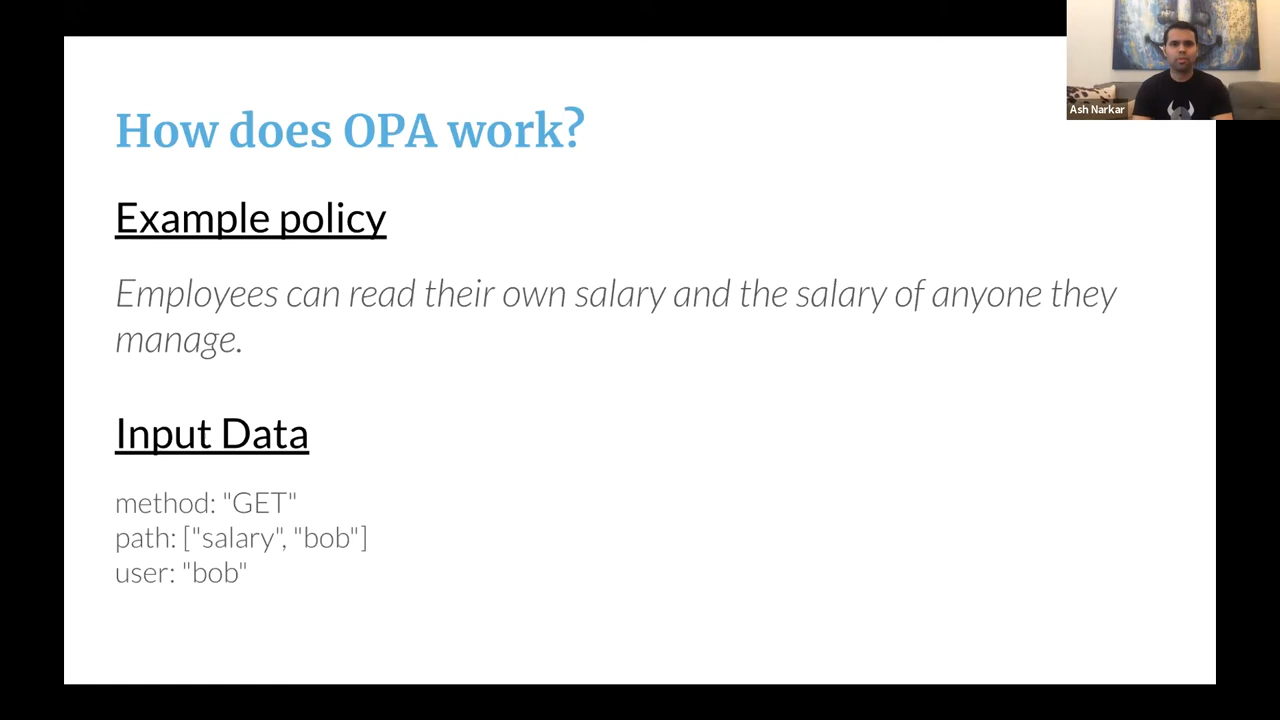 How does OPA work?
Example policy
Employees can read their own salary and the salary of anyone they
manage.
Input Data
method: "GET"
path: ["salary", "bob"]
user: "bob"
Ash Narkar